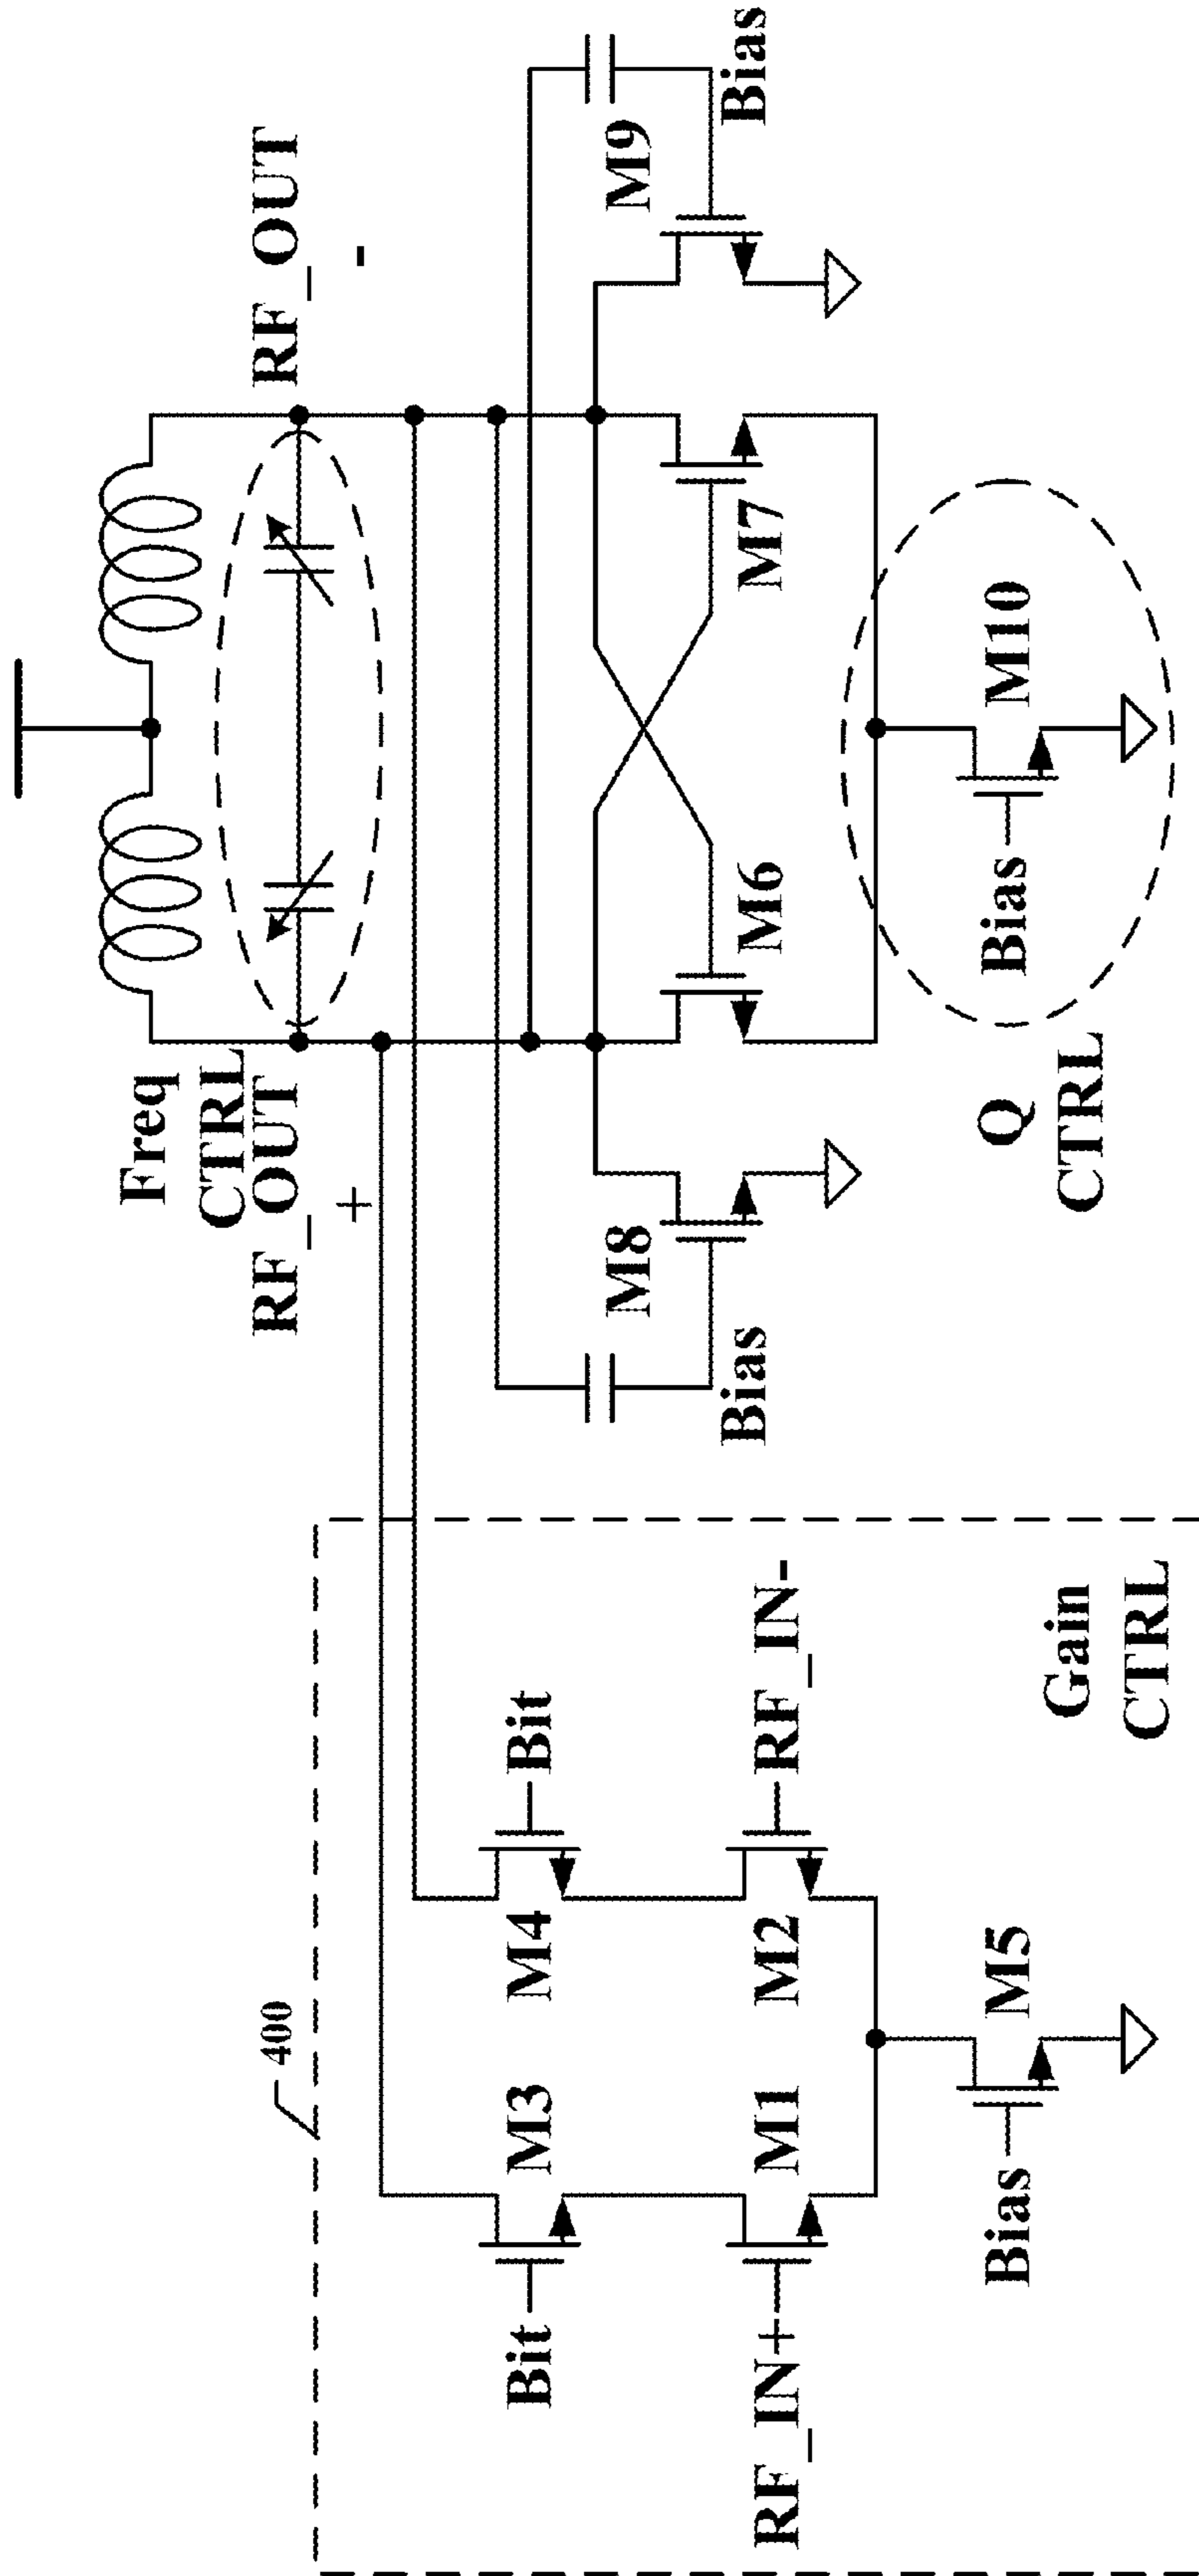 Freq
CTRL
RF_OUT
+
RF_OUT
-
400
M3
Bit
M4
Bit
M1
RF_IN+
M2
RF_IN-
M5
Bias
Gain
CTRL
M8
Bias
M9
Bias
M6
M7
Q
CTRL
M10
Bias